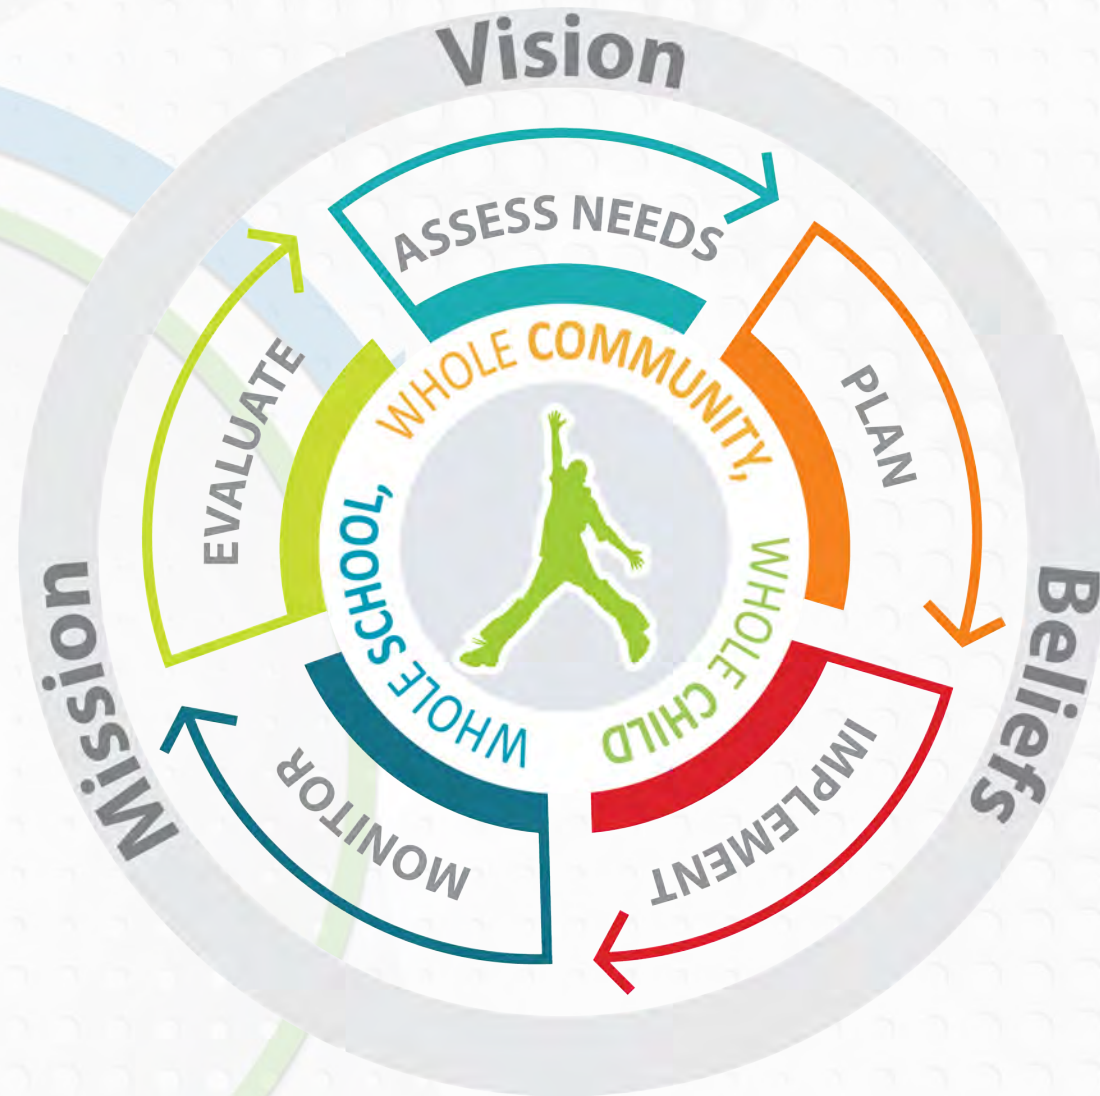 Vision
Beliefs
Mission
ASSESS NEEDS
PLAN
IMPLEMENT
MONITOR
EVALUATE
WHOLE SCHOOL,
WHOLE COMMUNITY,
WHOLE CHILD